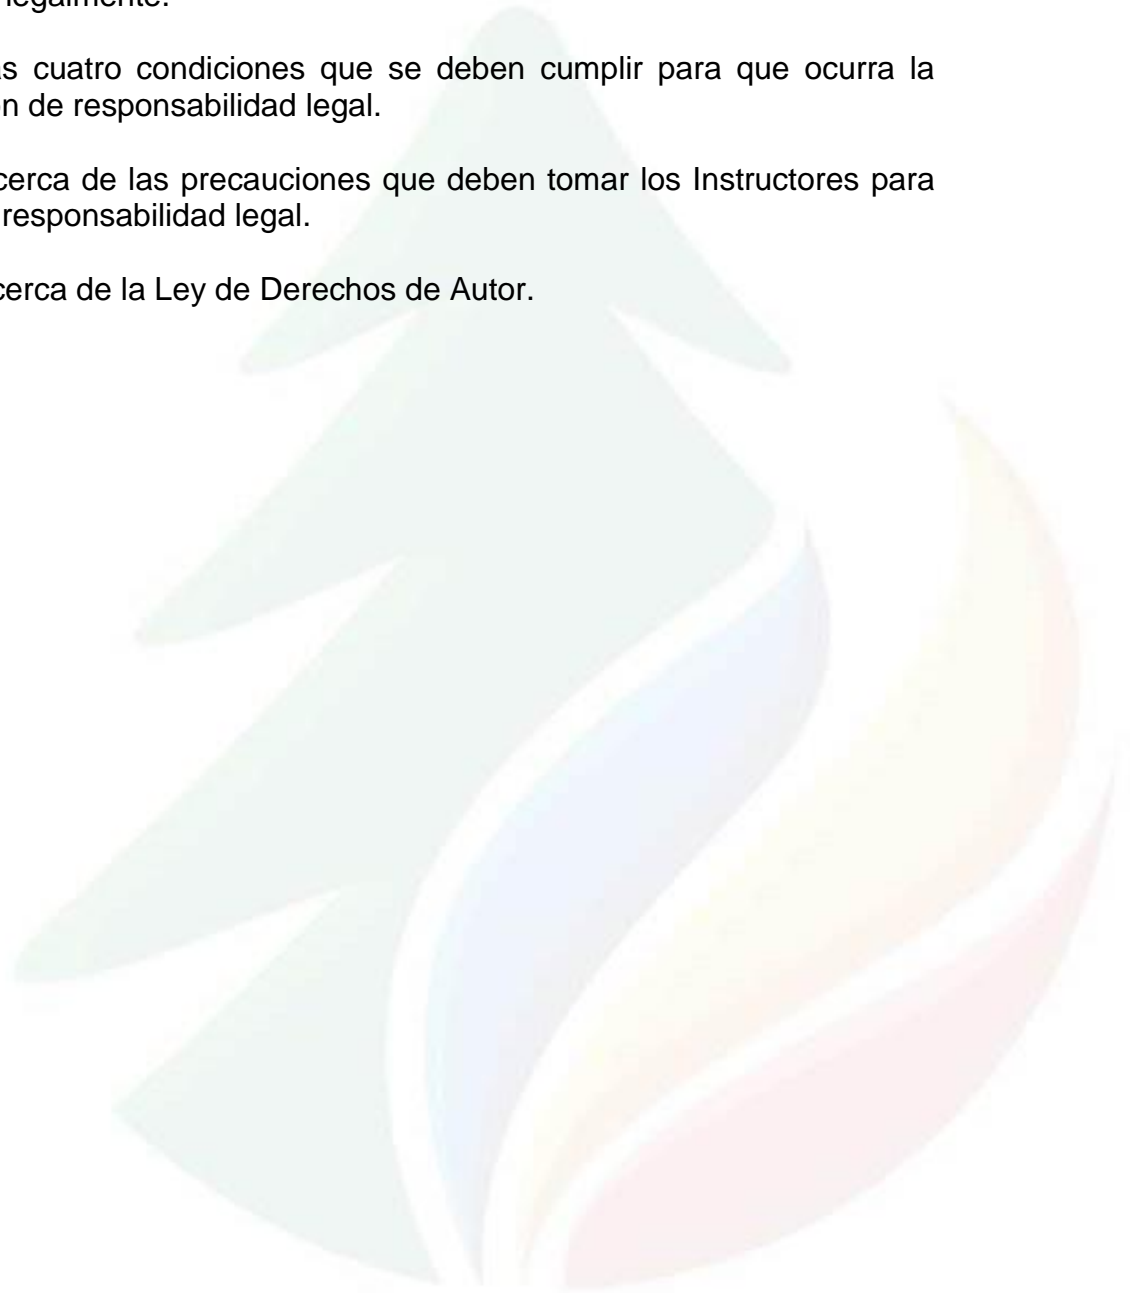 legalmente.
s cuatro condiciones que se deben cumplir para que ocurra la
n de responsabilidad legal.
cerca de las precauciones que deben tomar los Instructores para
responsabilidad legal.
cerca de la Ley de Derechos de Autor.